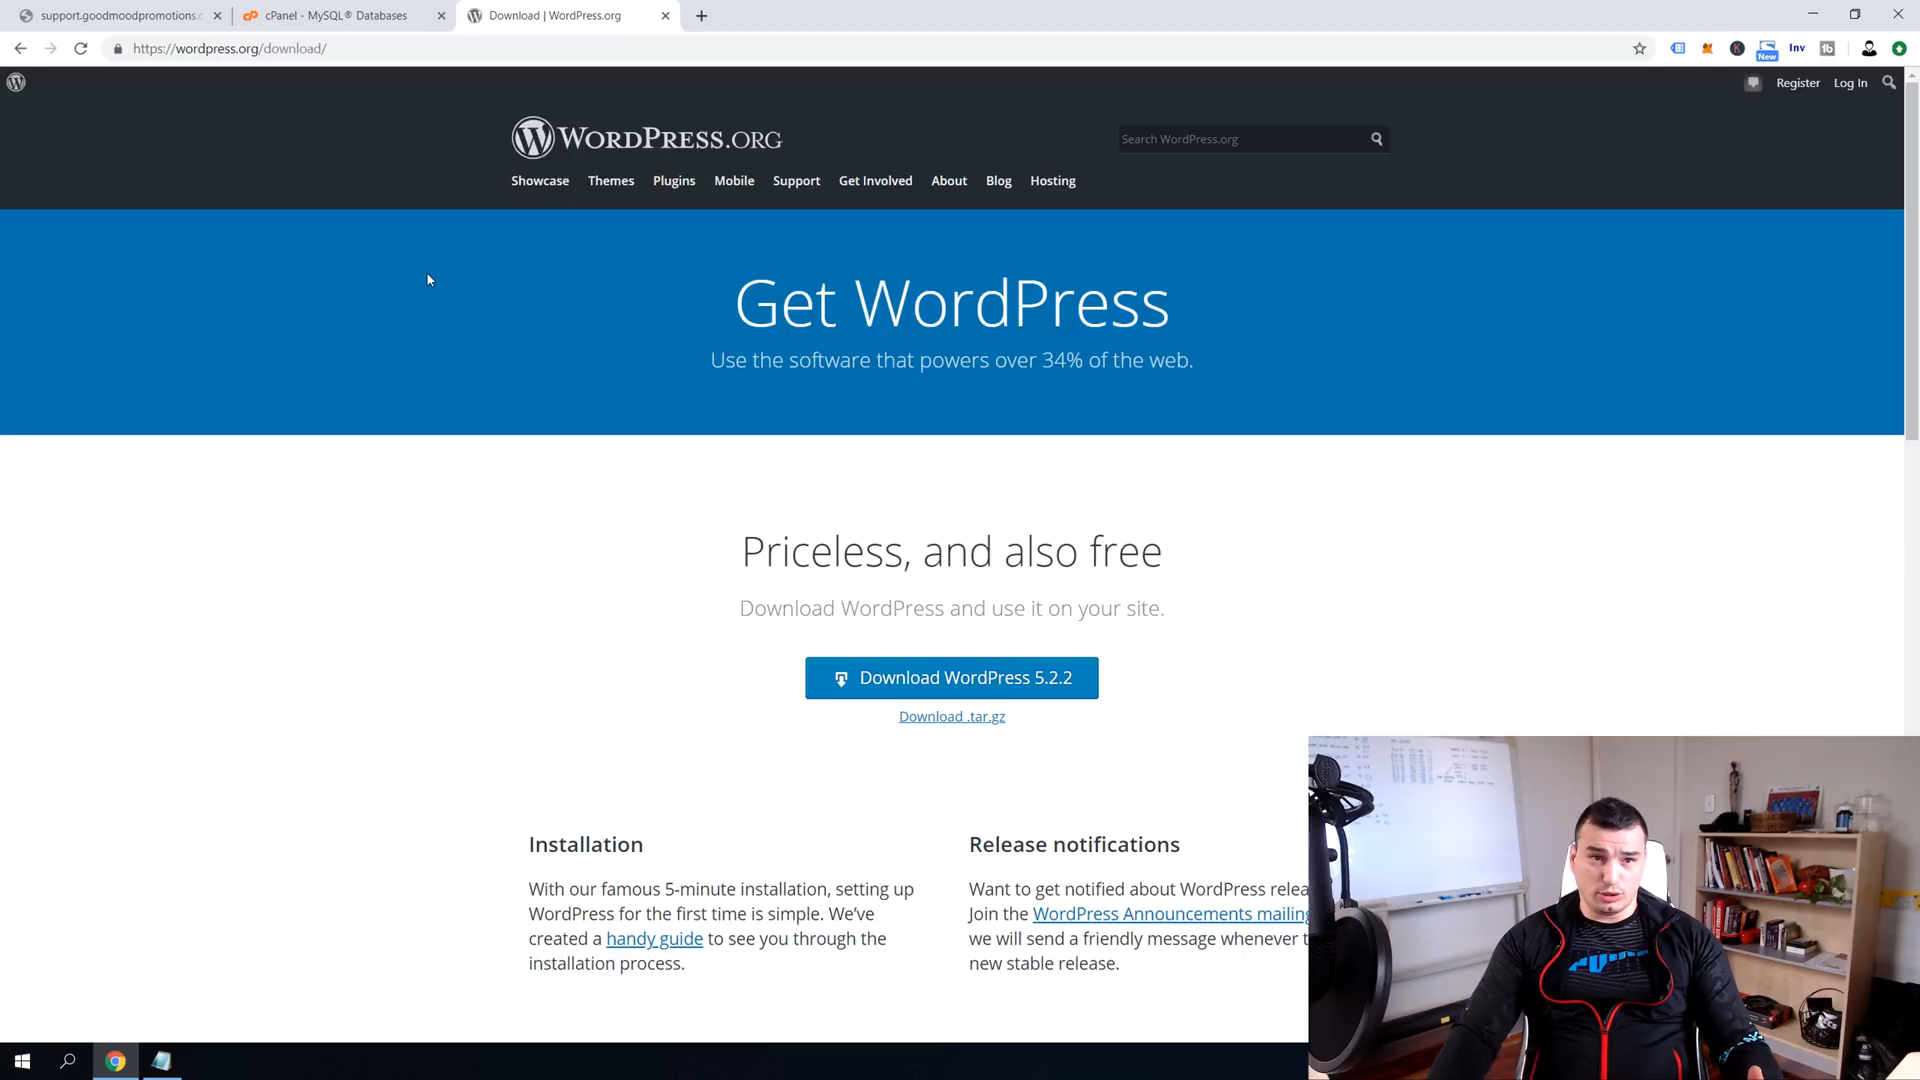 support.goodmoodpromotions.c
cPanel - MySQL® Databases
Download | WordPress.org
https://wordpress.org/download/
New
Inv
Register
Log In
WORDPRESS.ORG
Search WordPress.org
Showcase
Themes
Plugins
Mobile
Support
Get Involved
About
Blog
Hosting
Get WordPress
Use the software that powers over 34% of the web.
Priceless, and also free
Download WordPress and use it on your site.
Download WordPress 5.2.2
Download .tar.gz
Installation
With our famous 5-minute installation, setting up
WordPress for the first time is simple. We’ve
created a handy guide to see you through the
installation process.
Release notifications
Want to get notified about WordPress relea
Join the WordPress Announcements mailing
we will send a friendly message whenever t
new stable release.